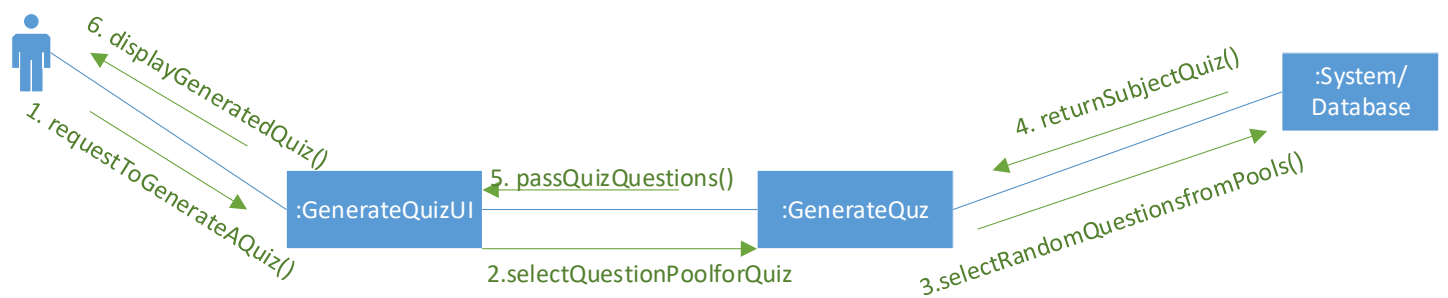 6. displayGeneratedQuiz()
1. requestToGenerateAQuiz()
:GenerateQuizUI
5. passQuizQuestions()
2.selectQuestionPoolforQuiz
:GenerateQuz
4. returnSubjectQuiz()
3.selectRandomQuestionsfromPools()
:System/
Database